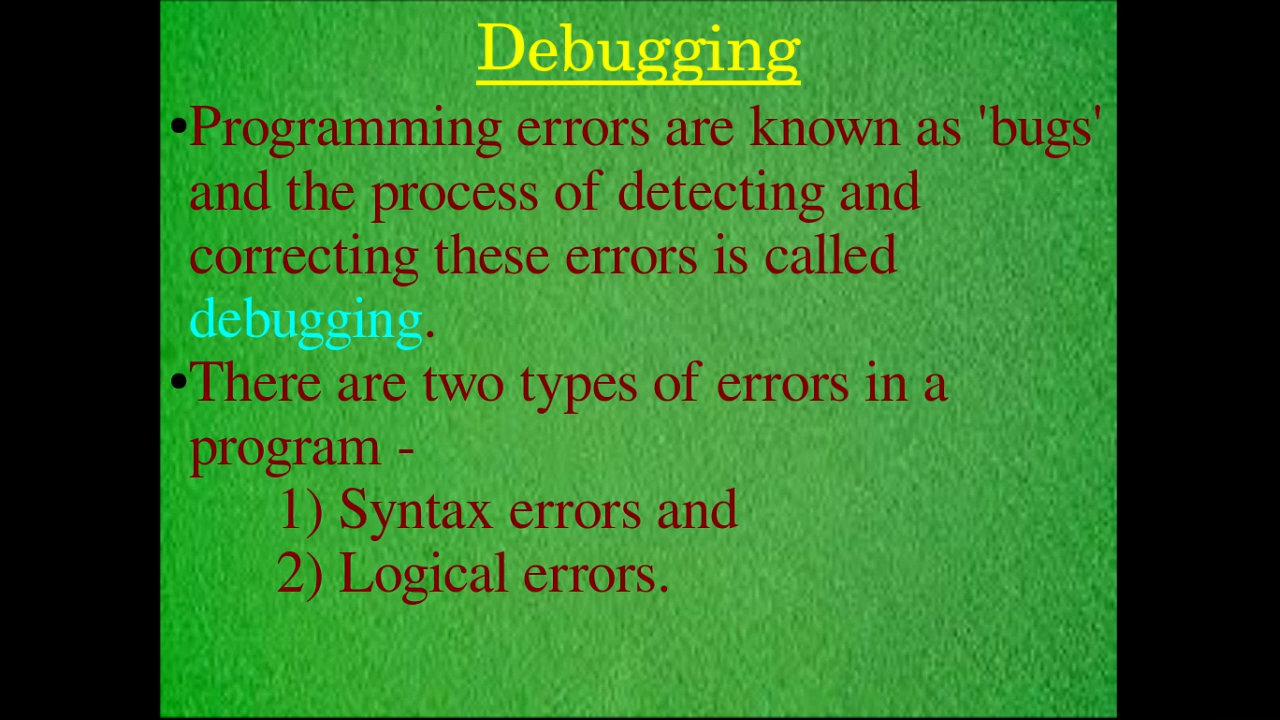 Debugging
•Programming errors are known as 'bugs'
and the process of detecting and
correcting these errors is called
debugging.
•There are two types of errors in a
program -
1) Syntax errors and
2) Logical errors.